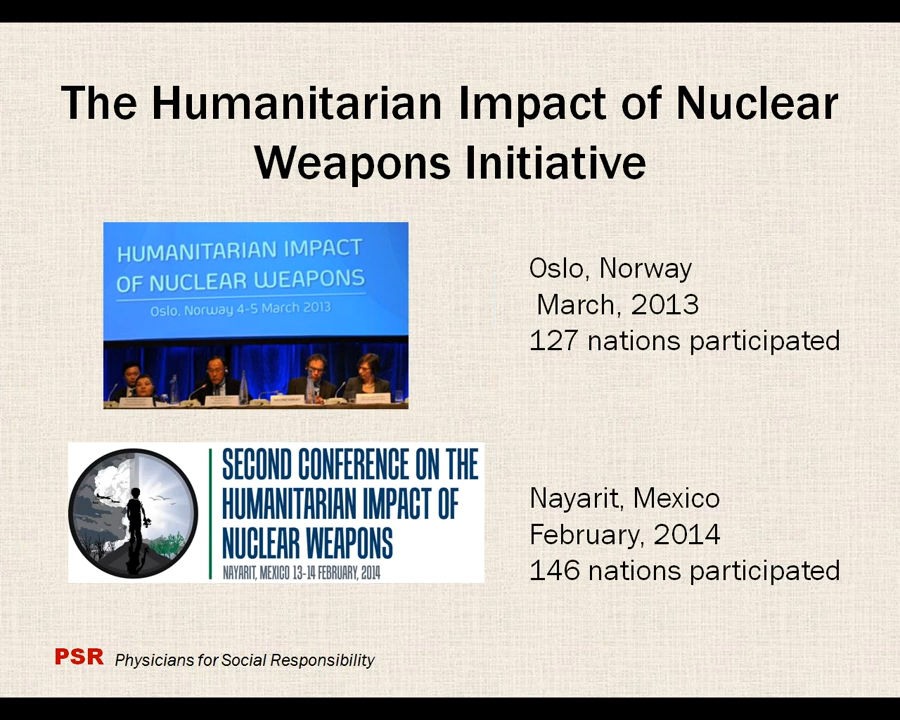 The Humanitarian Impact of Nuclear
Weapons Initiative
HUMANITARIAN IMPACT
OF NUCLEAR WEAPONS
Oslo, Norway 4-5 March 2013
Oslo, Norway
March, 2013
127 nations participated
SECOND CONFERENCE ON THE
HUMANITARIAN IMPACT OF
NUCLEAR WEAPONS
NAYARIT, MEXICO 13-14 FEBRUARY, 2014
Nayarit, Mexico
February, 2014
146 nations participated
PSR Physicians for Social Responsibility